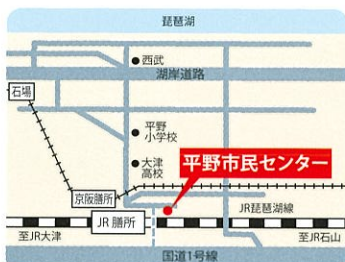 琵琶湖
西武
湖岸道路
石場
平野
小学校
大津
高校
平野市民センター
京阪膳所
JR膳所
JR琵琶湖線
至JR大津
至JR石山
国道1号線